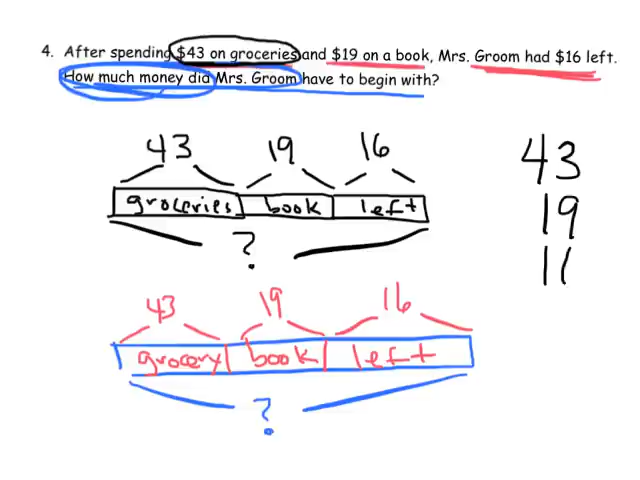 4. After spending $43 on groceries and $19 on a book, Mrs. Groom had $16 left.
How much money did Mrs. Groom have to begin with?
43 19 16
groceries book left
?
43
19
11
43 19 16
grocery book left
?